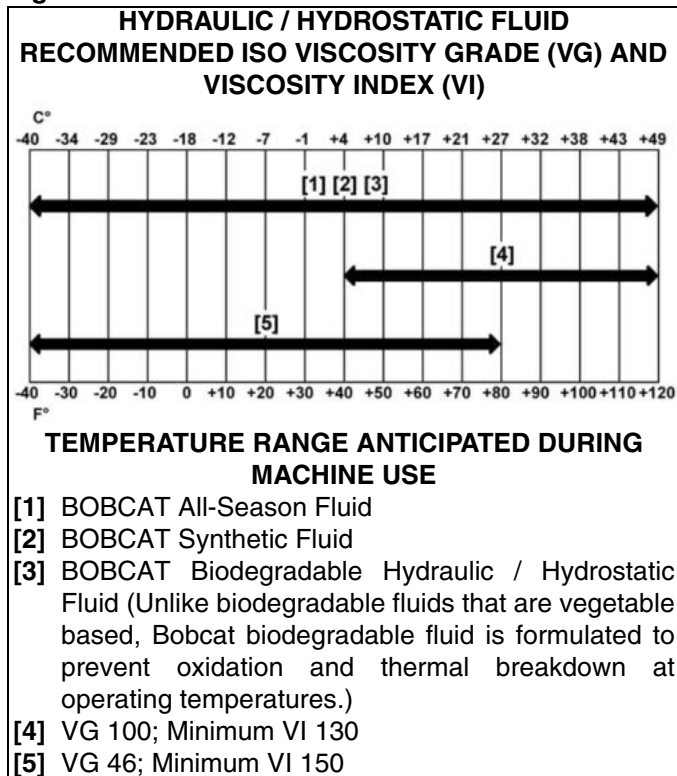 HYDRAULIC / HYDROSTATIC FLUID
RECOMMENDED ISO VISCOSITY GRADE (VG) AND
VISCOSITY INDEX (VI)
C°
-40 -34 -29 -23 -18 -12 -7 -1 +4 +10 +17 +21 +27 +32 +38 +43 +49
[1] [2] [3]
[4]
[5]
-40 -30 -20 -10 0 +10 +20 +30 +40 +50 +60 +70 +80 +90 +100 +110 +120
F°
TEMPERATURE RANGE ANTICIPATED DURING
MACHINE USE
[1] BOBCAT All-Season Fluid
[2] BOBCAT Synthetic Fluid
[3] BOBCAT Biodegradable Hydraulic / Hydrostatic
Fluid (Unlike biodegradable fluids that are vegetable
based, Bobcat biodegradable fluid is formulated to
prevent oxidation and thermal breakdown at
operating temperatures.)
[4] VG 100; Minimum VI 130
[5] VG 46; Minimum VI 150